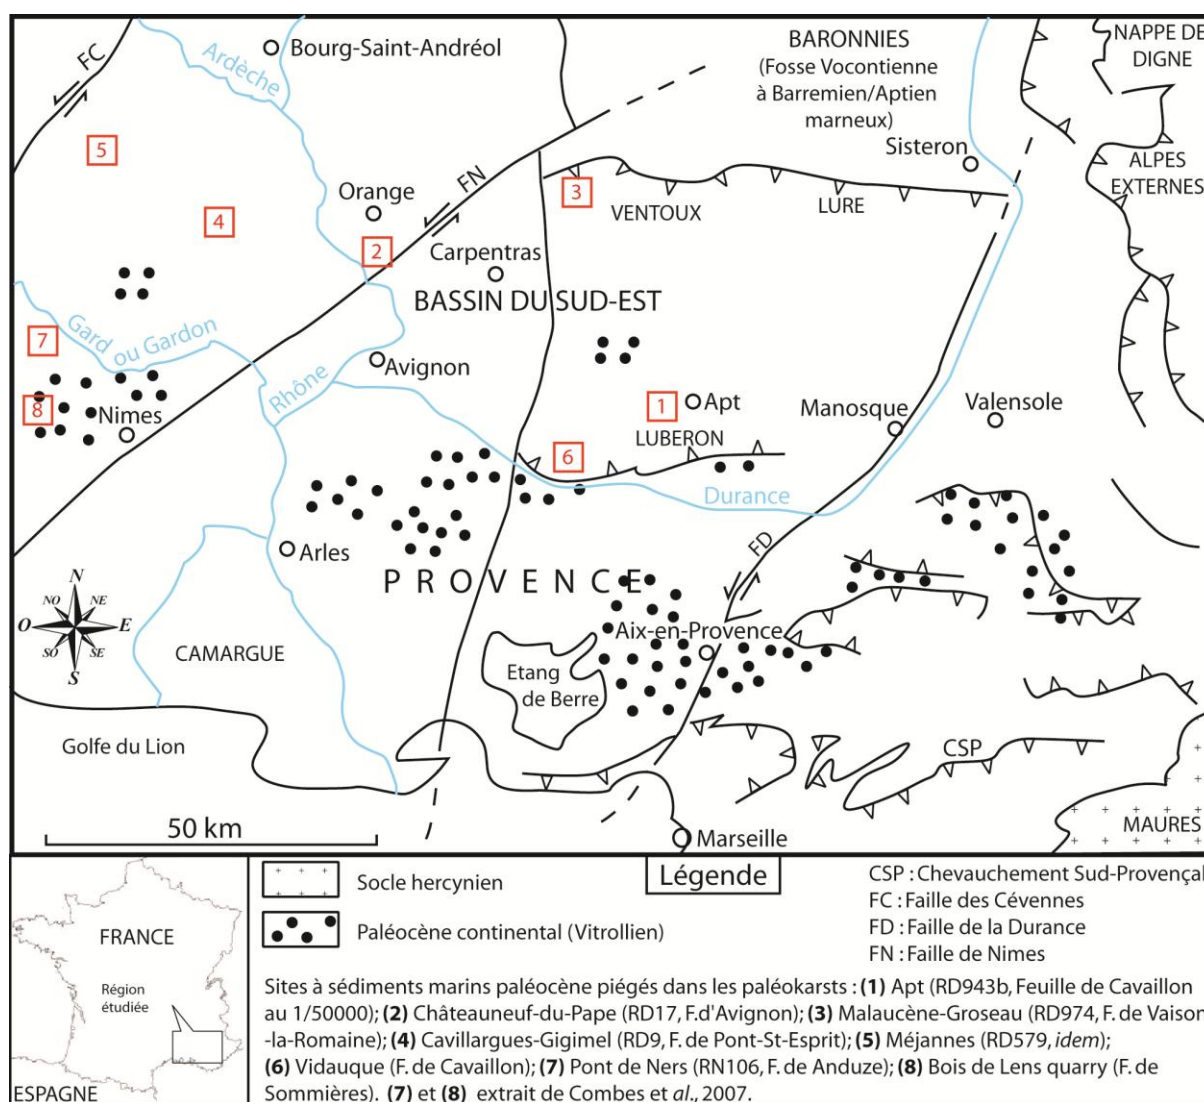 FC
Ardèche
Bourg-Saint-Andréol
BARONNIES
(Fosse Vocontienne
à Barremien/Aptien
marneux)
NAPPE DE
DIGNE
Sisteron
ALPES
EXTERNES
5
4
Orange
FN
3
VENTOUX
LURE
2
Carpentras
BASSIN DU SUD-EST
7
Gard ou Gardon
Rhône
Avignon
8
Nimes
1
Apt
Manosque
Valensole
LUBERON
6
Durance
Arles
FD
PROVENCE
N
NO
NE
O
E
SO
SE
S
CAMARGUE
Aix-en-Provence
Etang
de Berre
Golfe du Lion
CSP
50 km
Marseille
MAURES
FRANCE
Région
étudiée
ESPAGNE
Légende
Socle hercynien
Paléocène continental (Vitrollien)
CSP : Chevauchement Sud-Provençal
FC : Faille des Cévennes
FD : Faille de la Durance
FN : Faille de Nimes
Sites à sédiments marins paléocène piégés dans les paléokarsts : (1) Apt (RD943b, Feuille de Cavaillon
au 1/50000); (2) Châteauneuf-du-Pape (RD17, F.d'Avignon); (3) Malaucène-Groseau (RD974, F. de Vaison
-la-Romaine); (4) Cavillargues-Gigimel (RD9, F. de Pont-St-Esprit); (5) Méjannes (RD579, idem);
(6) Vidauque (F. de Cavaillon); (7) Pont de Ners (RN106, F. de Anduze); (8) Bois de Lens quarry (F. de
Sommières). (7) et (8) extrait de Combes et al., 2007.